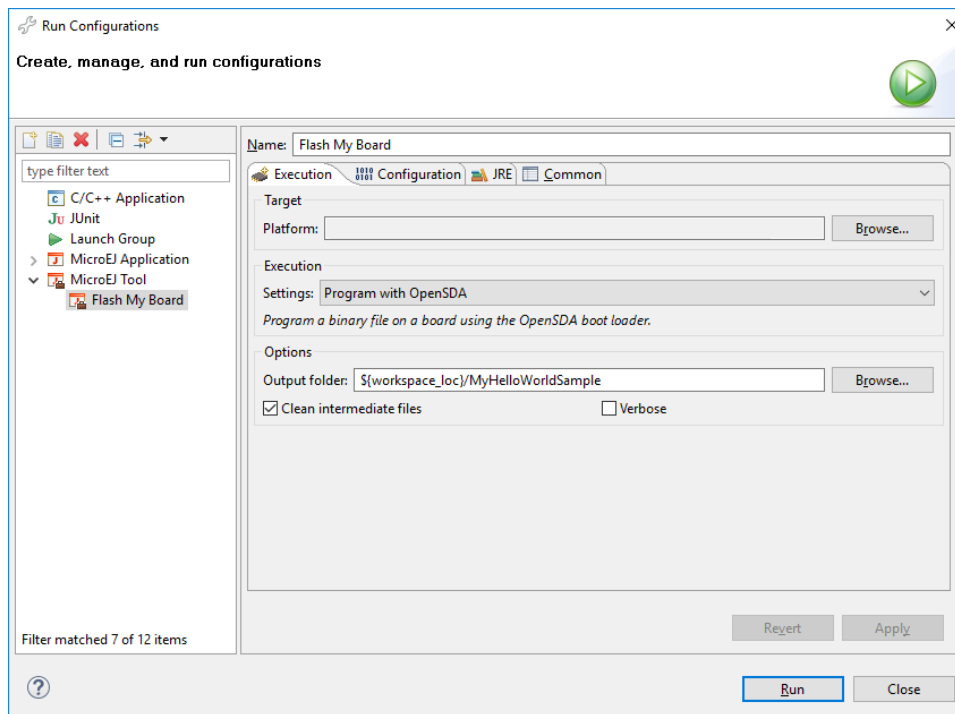 Run Configurations
Create, manage, and run configurations
Name: Flash My Board
type filter text
C/C++ Application
JUnit
Launch Group
MicroEJ Application
MicroEJ Tool
Flash My Board
Filter matched 7 of 12 items
Execution Configuration JRE Common
Target
Platform: Browse...
Execution
Settings: Program with OpenSDA
Program a binary file on a board using the OpenSDA boot loader.
Options
Output folder: ${workspace_loc}/MyHelloWorldSample Browse...
Clean intermediate files Verbose
Revert Apply
Run Close